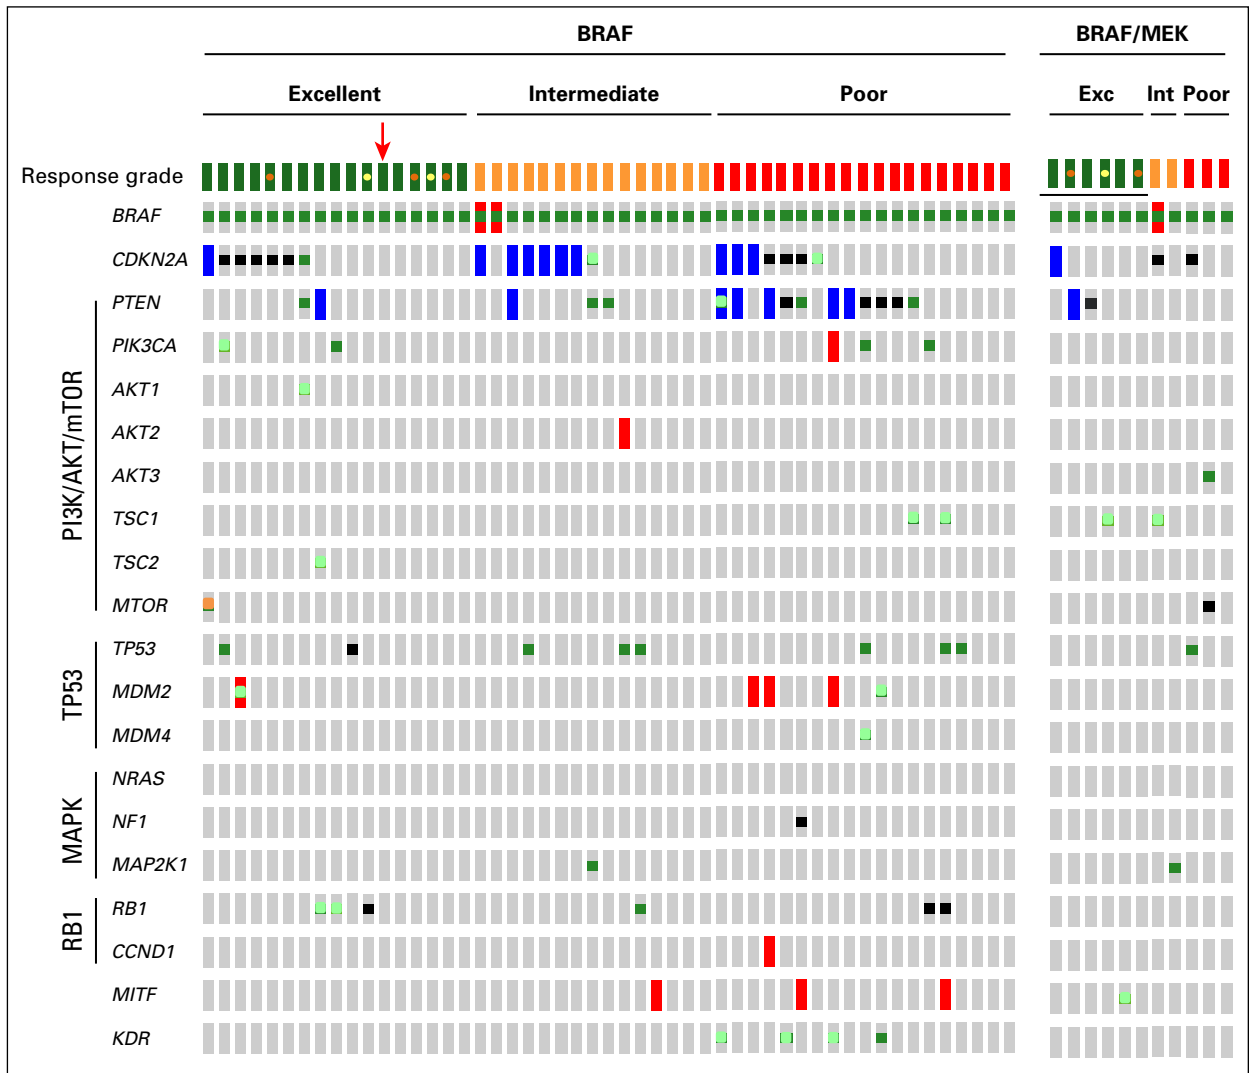 BRAF BRAF/MEK
Excellent Intermediate Poor Exc Int Poor
Response grade
BRAF
CDKN2A
PTEN
PIK3CA
AKT1
AKT2
AKT3
TSC1
TSC2
MTOR
PI3K/AKT/mTOR
TP53
MDM2
MDM4
TP53
NRAS
NF1
MAP2K1
MAPK
RB1
CCND1
RB1
MITF
KDR